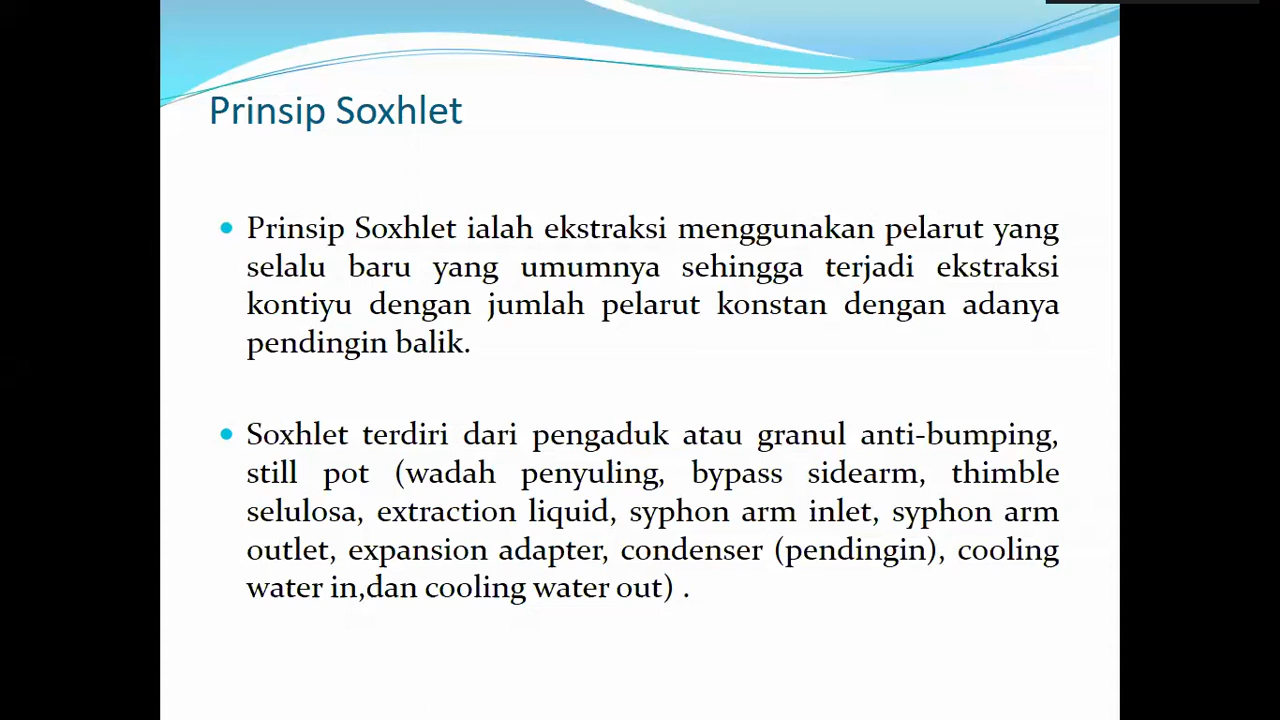 Prinsip Soxhlet
Prinsip Soxhlet ialah ekstraksi menggunakan pelarut yang
selalu baru yang umumnya sehingga terjadi ekstraksi
kontiyu dengan jumlah pelarut konstan dengan adanya
pendingin balik.
Soxhlet terdiri dari pengaduk atau granul anti-bumping,
still pot (wadah penyuling, bypass sidearm, thimble
selulosa, extraction liquid, syphon arm inlet, syphon arm
outlet, expansion adapter, condenser (pendingin), cooling
water in,dan cooling water out) .